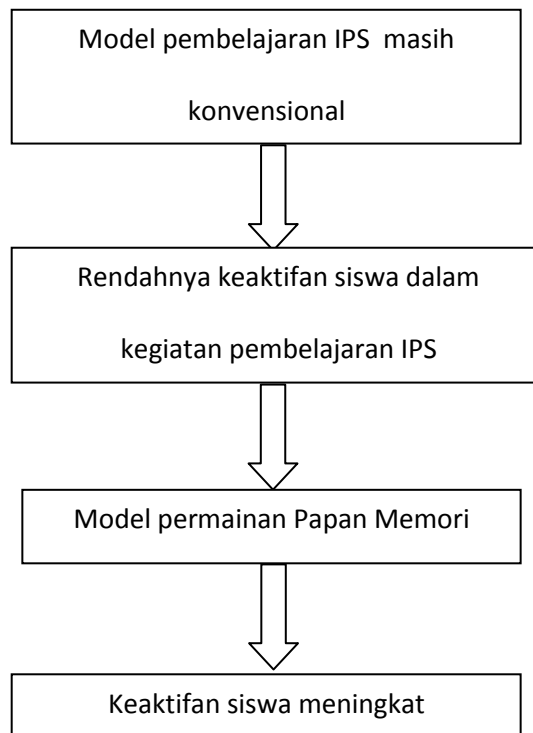 Model pembelajaran IPS masih
konvensional
Rendahnya keaktifan siswa dalam
kegiatan pembelajaran IPS
Model permainan Papan Memori
Keaktifan siswa meningkat